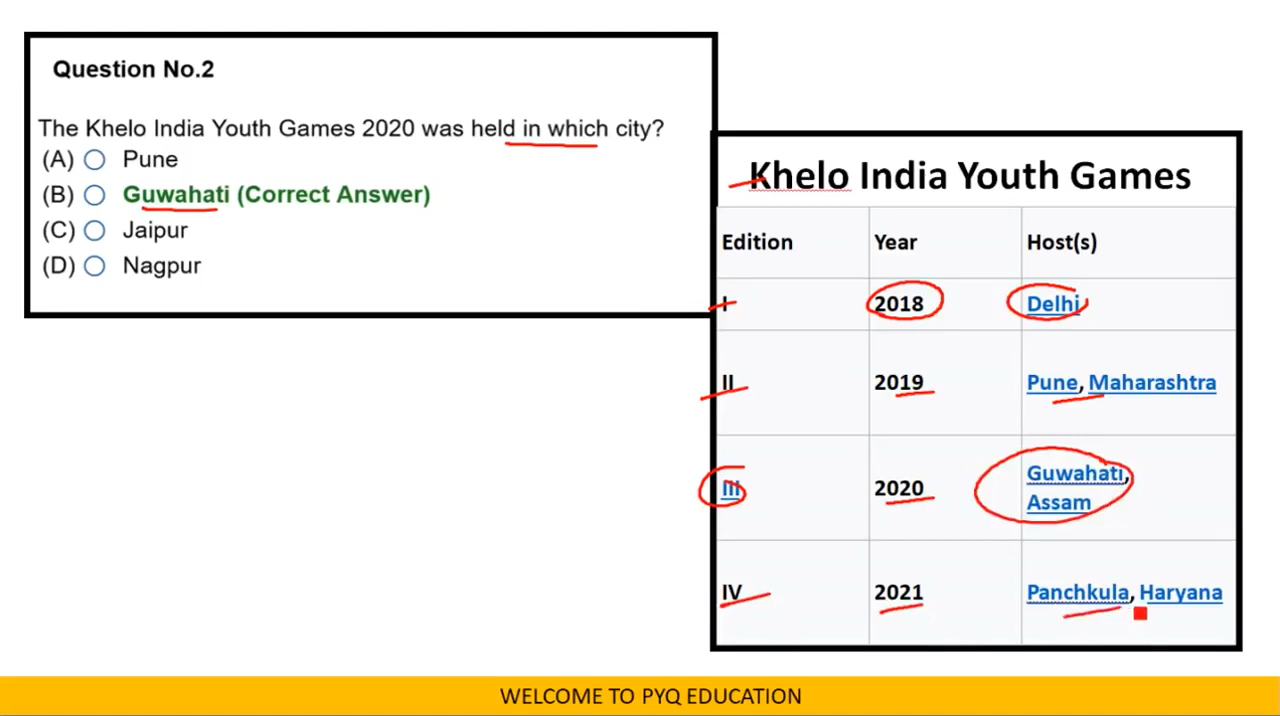 Question No.2
The Khelo India Youth Games 2020 was held in which city?
(A) Pune
(B) Guwahati (Correct Answer)
(C) Jaipur
(D) Nagpur
Khelo India Youth Games
Edition Year Host(s)
I 2018 Delhi
II 2019 Pune, Maharashtra
III 2020 Guwahati,
Assam
IV 2021 Panchkula, Haryana
WELCOME TO PYQ EDUCATION